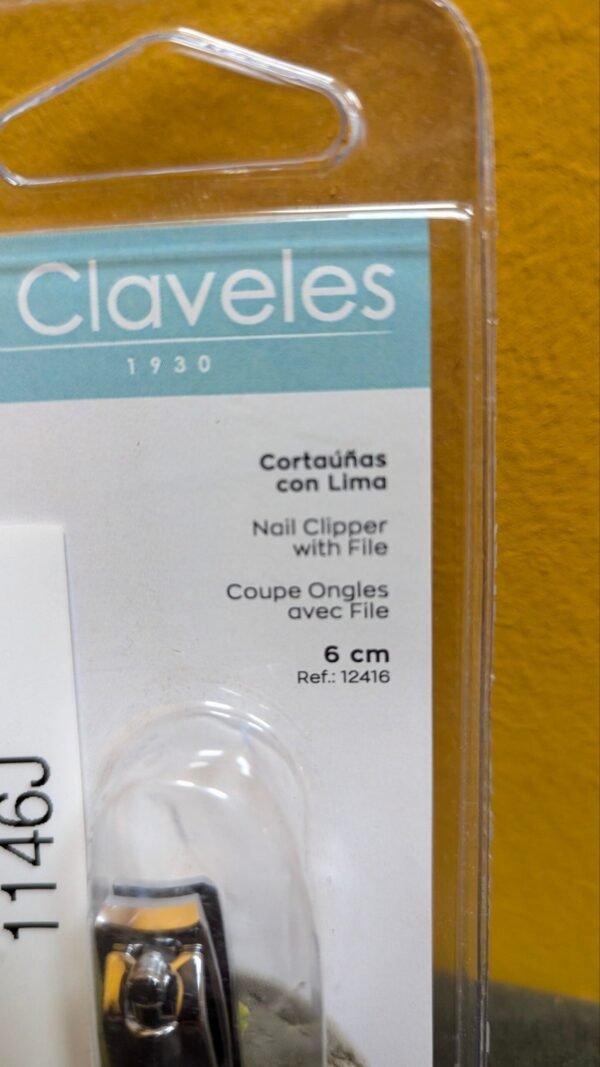 Claveles
1930
Cortaúñas
con Lima
Nail Clipper
with File
Coupe Ongles
avec File
6 cm
Ref.: 12416
1146J